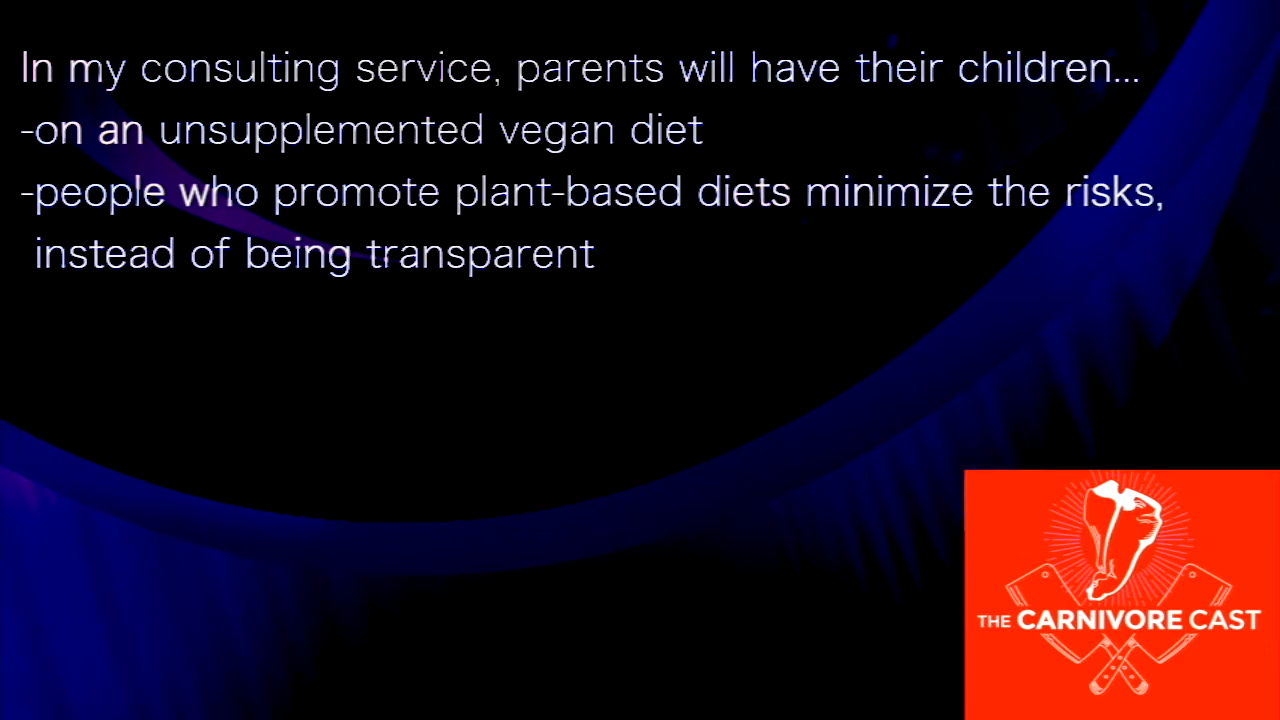 In my consulting service, parents will have their children...
-on an unsupplemented vegan diet
-people who promote plant-based diets minimize the risks,
instead of being transparent
THE CARNIVORE CAST